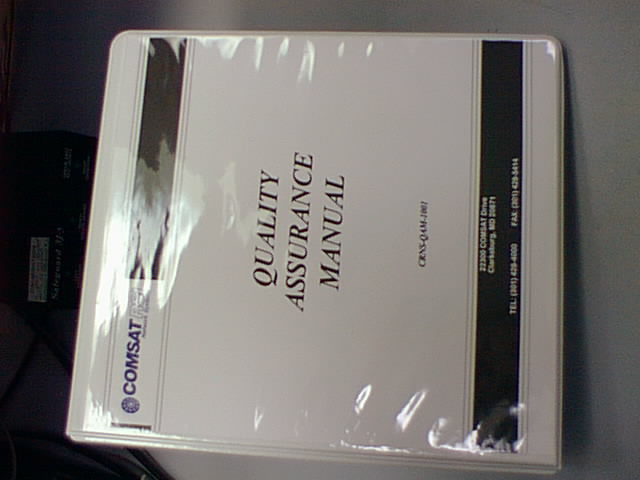 COMSAT
QUALITY
ASSURANCE
MANUAL
CRNS-QAM-1001
22300 COMSAT Drive
Clarksburg, MD 20871
TEL: (301) 428-4000 FAX: (301) 428-5414